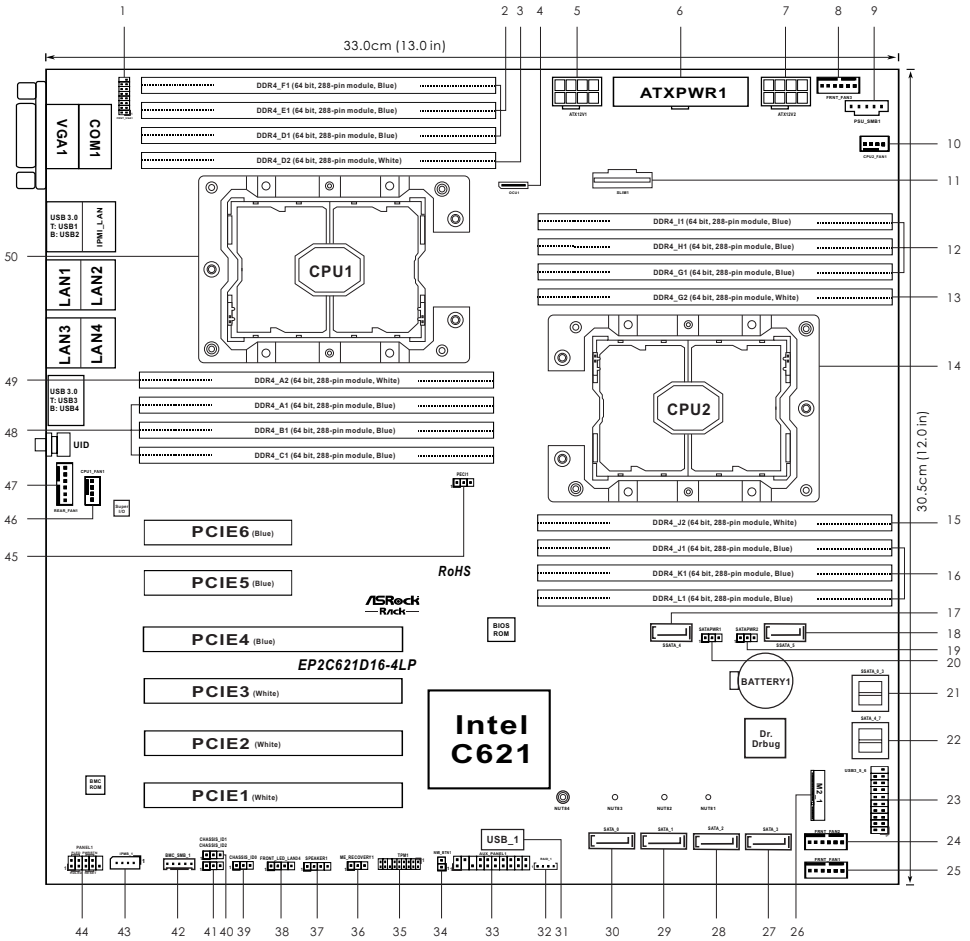 1 2 3 4 5 6 7 8 9
33.0cm (13.0 in)
30.5cm (12.0 in)
DDR4_F1 (64 bit, 288-pin module, Blue)
DDR4_E1 (64 bit, 288-pin module, Blue)
DDR4_D1 (64 bit, 288-pin module, Blue)
DDR4_D2 (64 bit, 288-pin module, White)
VGA1
COM1
ATX12V1
ATXPWR1
ATX12V2
FRNT_FAN3
PSU_SMB1
CPU2_FAN1
10
OCU1
SLIM1
11
USB 3.0
T: USB1
B: USB2
IPMI_LAN
LAN1
LAN2
LAN3
LAN4
USB 3.0
T: USB3
B: USB4
UID
50
CPU1
DDR4_I1 (64 bit, 288-pin module, Blue)
DDR4_H1 (64 bit, 288-pin module, Blue)
12
DDR4_G1 (64 bit, 288-pin module, Blue)
DDR4_G2 (64 bit, 288-pin module, White)
13
CPU2
14
49
DDR4_A2 (64 bit, 288-pin module, White)
DDR4_A1 (64 bit, 288-pin module, Blue)
48
DDR4_B1 (64 bit, 288-pin module, Blue)
DDR4_C1 (64 bit, 288-pin module, Blue)
47
REAR_FAN1
CPU1_FAN1
46
Super
I/O
PECI1
45
DDR4_J2 (64 bit, 288-pin module, White)
15
DDR4_J1 (64 bit, 288-pin module, Blue)
DDR4_K1 (64 bit, 288-pin module, Blue)
16
DDR4_L1 (64 bit, 288-pin module, Blue)
PCIE6 (Blue)
PCIE5 (Blue)
PCIE4 (Blue)
PCIE3 (White)
PCIE2 (White)
PCIE1 (White)
RoHS
ASRock
Rack
EP2C621D16-4LP
BIOS
ROM
Intel
C621
SSATA_4
SATAPWR1
SATAPWR2
SSATA_5
17
18
19
20
BATTERY1
SSATA_0_3
21
Dr.
Drbug
SATA_4_7
22
USB3_5_6
23
M2_1
26
BMC
ROM
NUTS4
NUTS3
NUTS2
NUTS1
SATA_0
SATA_1
SATA_2
SATA_3
FRNT_FAN2
24
FRNT_FAN1
25
USB_1
PANEL1
BMC_SMB_1
CHASSIS_ID1
CHASSIS_ID2
CHASSIS_ID0
FRONT_LED_LAN34
SPEAKER1
ME_RECOVERY1
TPM1
NMI_BTN1
AUX_PANEL1
44 43 42 41 40 39 38 37 36 35 34 33 32 31 30 29 28 27